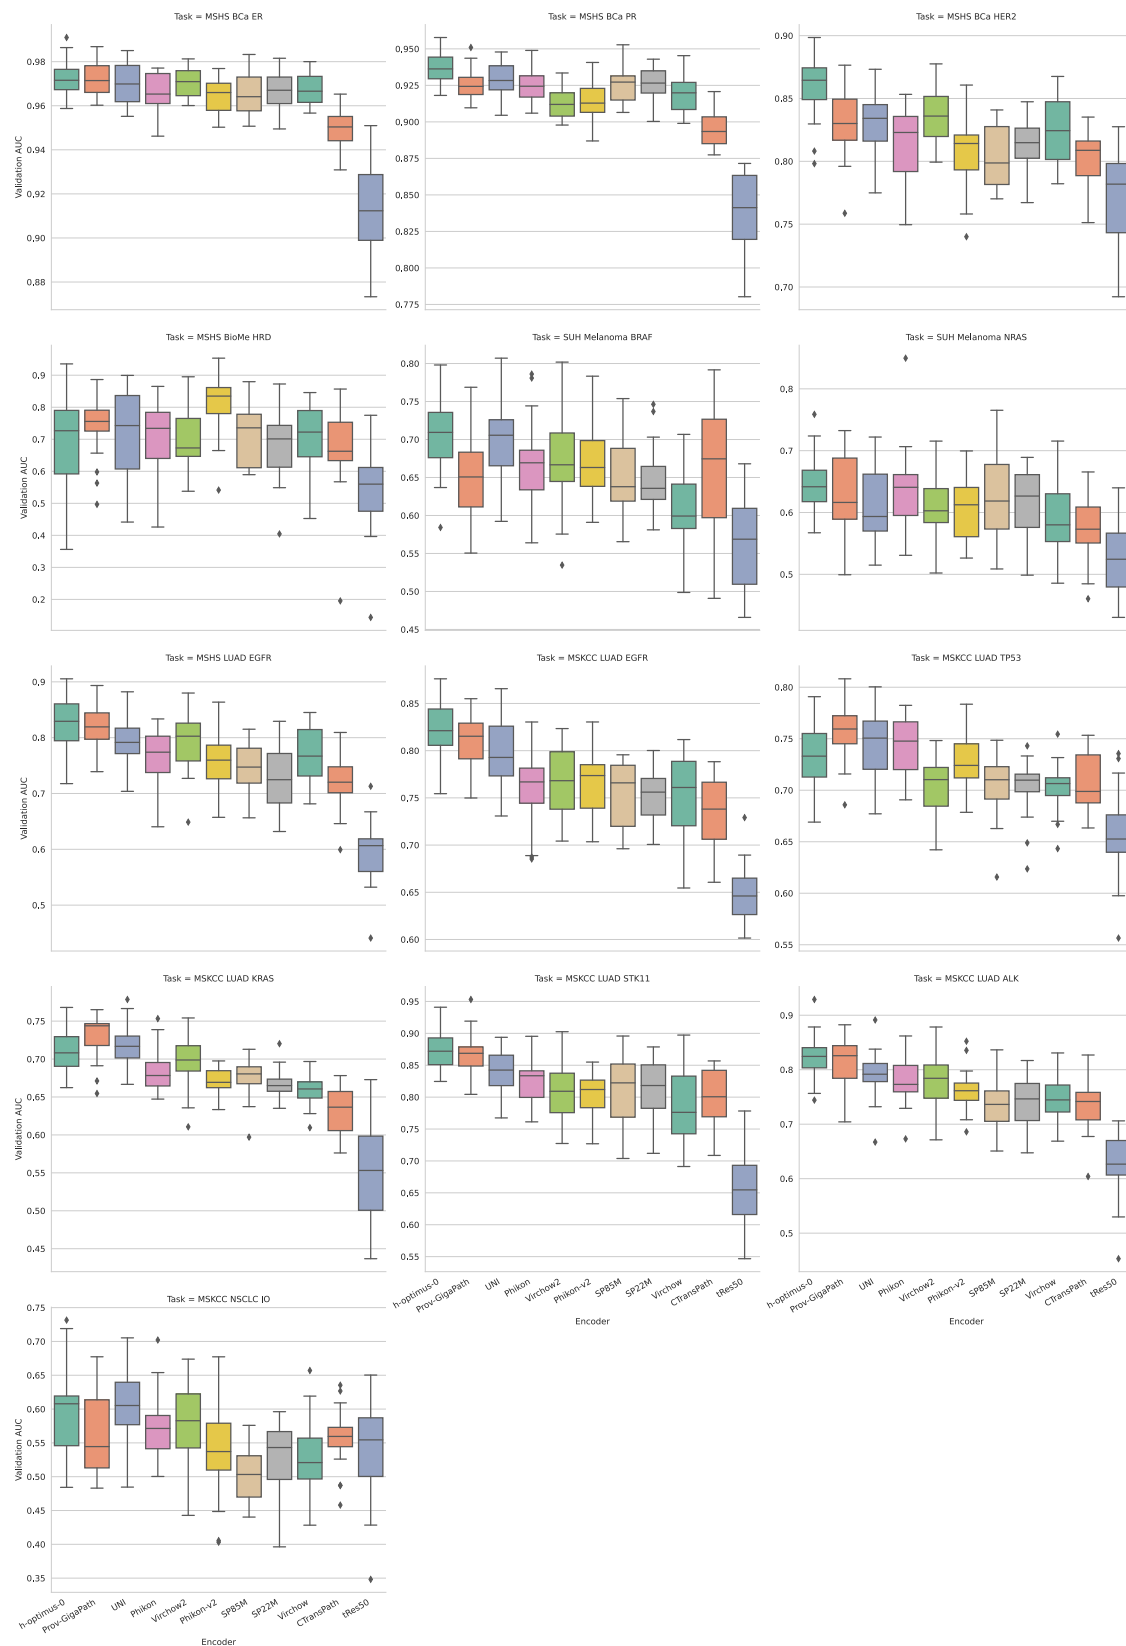 Task = MSHS BCa ER
0.98
0.96
0.94
0.92
0.90
0.88
Validation AUC
Task = MSHS BCa PR
0.950
0.925
0.900
0.875
0.850
0.825
0.800
0.775
Task = MSHS BCa HER2
0.90
0.85
0.80
0.75
0.70
Task = MSHS BioMe HRD
0.9
0.8
0.7
0.6
0.5
0.4
0.3
0.2
Validation AUC
Task = SUH Melanoma BRAF
0.80
0.75
0.70
0.65
0.60
0.55
0.50
0.45
Task = SUH Melanoma NRAS
0.8
0.7
0.6
0.5
Task = MSHS LUAD EGFR
0.9
0.8
0.7
0.6
0.5
Validation AUC
Task = MSKCC LUAD EGFR
0.85
0.80
0.75
0.70
0.65
0.60
Task = MSKCC LUAD TP53
0.80
0.75
0.70
0.65
0.60
0.55
Task = MSKCC LUAD KRAS
0.75
0.70
0.65
0.60
0.55
0.50
0.45
Validation AUC
Task = MSKCC LUAD STK11
0.95
0.90
0.85
0.80
0.75
0.70
0.65
0.60
0.55
h-optimus-0
Prov-GigaPath
UNI
Phikon
Virchow2
Phikon-v2
SP85M
SP22M
Virchow
CTransPath
tRes50
Encoder
Task = MSKCC LUAD ALK
0.9
0.8
0.7
0.6
0.5
h-optimus-0
Prov-GigaPath
UNI
Phikon
Virchow2
Phikon-v2
SP85M
SP22M
Virchow
CTransPath
tRes50
Encoder
Task = MSKCC NSCLC IO
0.75
0.70
0.65
0.60
0.55
0.50
0.45
0.40
0.35
Validation AUC
h-optimus-0
Prov-GigaPath
UNI
Phikon
Virchow2
Phikon-v2
SP85M
SP22M
Virchow
CTransPath
tRes50
Encoder